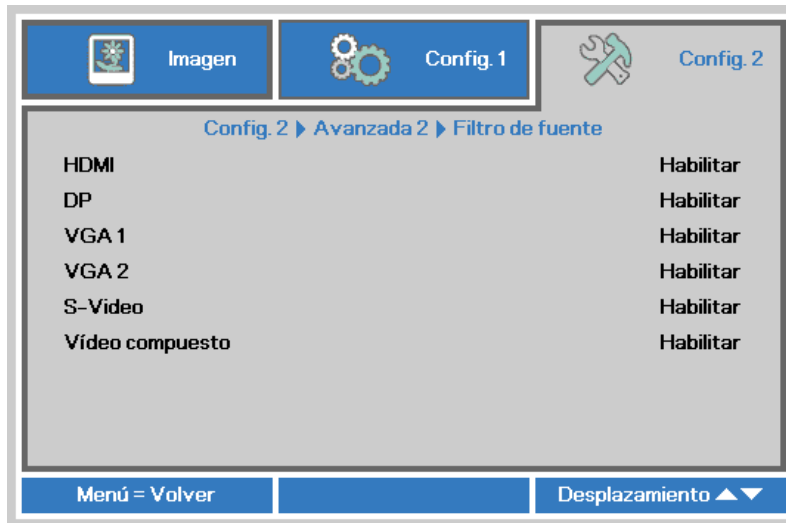 Imagen
Config. 1
Config. 2
Config. 2 ▶ Avanzada 2 ▶ Filtro de fuente
HDMI Habilitar
DP Habilitar
VGA 1 Habilitar
VGA 2 Habilitar
S-Video Habilitar
Vídeo compuesto Habilitar
Menú = Volver
Desplazamiento ▲▼